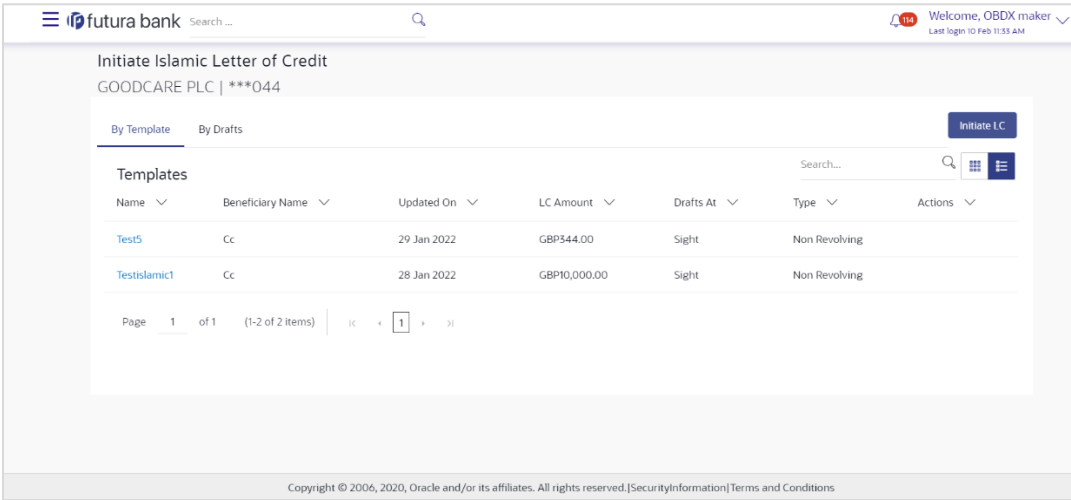 futura bank Search ... 114 Welcome, OBDX maker
Last login 10 Feb 11:33 AM
Initiate Islamic Letter of Credit
GOODCARE PLC | ***044
By Template By Drafts Initiate LC
Templates Search...
Name Beneficiary Name Updated On LC Amount Drafts At Type Actions
Test5 Cc 29 Jan 2022 GBP344.00 Sight Non Revolving
Testislamic1 Cc 28 Jan 2022 GBP10,000.00 Sight Non Revolving
Page 1 of 1 (1-2 of 2 items) 1
Copyright © 2006, 2020, Oracle and/or its affiliates. All rights reserved.|SecurityInformation|Terms and Conditions